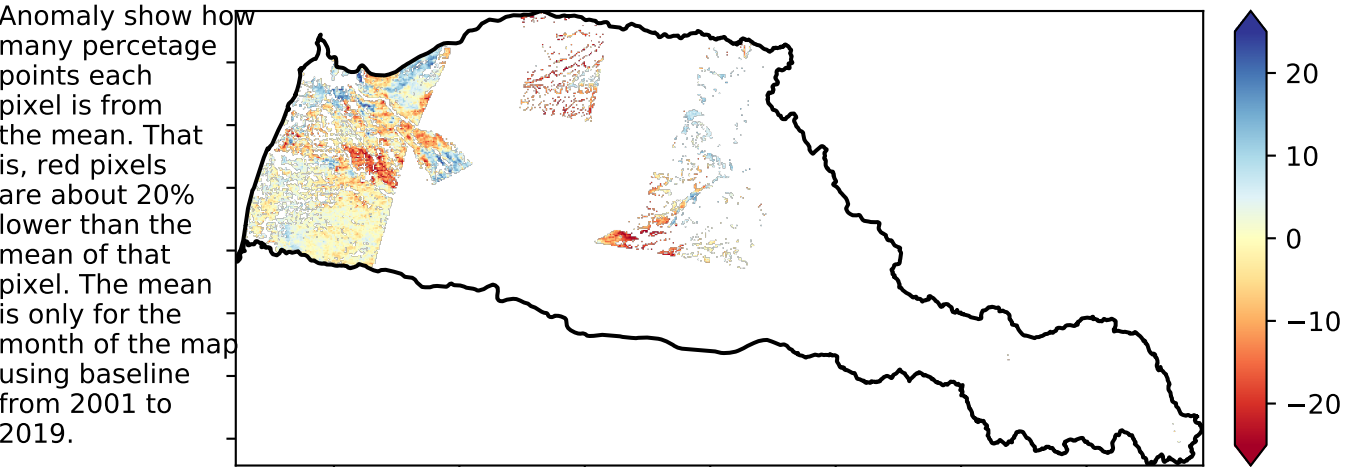 Anomaly show how
many percetage
points each
pixel is from
the mean. That
is, red pixels
are about 20%
lower than the
mean of that
pixel. The mean
is only for the
month of the map
using baseline
from 2001 to
2019.
20
10
0
−10
−20